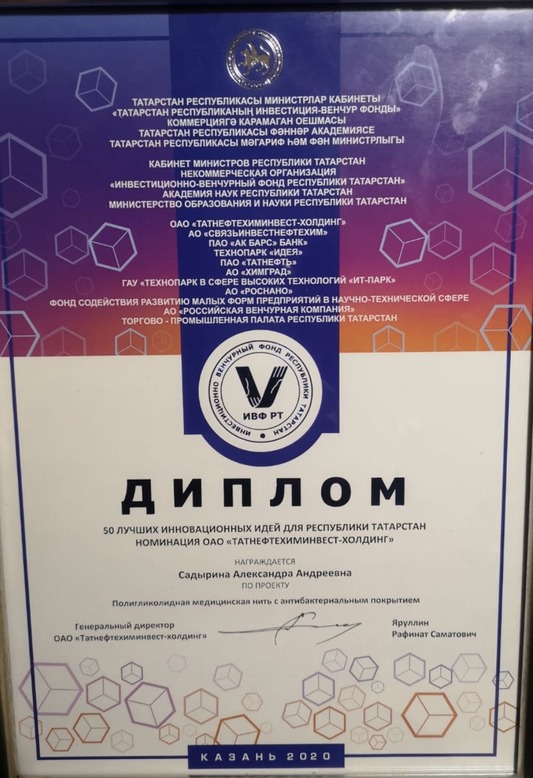 ТАТАРСТАН РЕСПУБЛИКАСЫ МИНИСТРЛАР КАБИНЕТЫ
«ТАТАРСТАН РЕСПУБЛИКАНЫҢ ИНВЕСТИЦИЯ-ВЕНЧУР ФОНДЫ»
КОММЕРЦИЯГӘ КАРАМАГАН ОЕШМАСЫ
ТАТАРСТАН РЕСПУБЛИКАСЫ ФӘННӘР АКАДЕМИЯСЕ
ТАТАРСТАН РЕСПУБЛИКАСЫ МӘГАРИФ ҺӘМ ФӘН МИНИСТРЛЫГЫ
КАБИНЕТ МИНИСТРОВ РЕСПУБЛИКИ ТАТАРСТАН
НЕКОММЕРЧЕСКАЯ ОРГАНИЗАЦИЯ
«ИНВЕСТИЦИОННО-ВЕНЧУРНЫЙ ФОНД РЕСПУБЛИКИ ТАТАРСТАН»
АКАДЕМИЯ НАУК РЕСПУБЛИКИ ТАТАРСТАН
МИНИСТЕРСТВО ОБРАЗОВАНИЯ И НАУКИ РЕСПУБЛИКИ ТАТАРСТАН
ОАО «ТАТНЕФТЕХИМИНВЕСТ-ХОЛДИНГ»
АО «СВЯЗЬИНВЕСТНЕФТЕХИМ»
ПАО «АК БАРС» БАНК»
ТЕХНОПАРК «ИДЕЯ»
ПАО «ТАТНЕФТЬ»
АО «ХИМГРАД»
ГАУ «ТЕХНОПАРК В СФЕРЕ ВЫСОКИХ ТЕХНОЛОГИЙ «ИТ-ПАРК»
АО «РОСНАНО»
ФОНД СОДЕЙСТВИЯ РАЗВИТИЮ МАЛЫХ ФОРМ ПРЕДПРИЯТИЙ В НАУЧНО-ТЕХНИЧЕСКОЙ СФЕРЕ
АО «РОССИЙСКАЯ ВЕНЧУРНАЯ КОМПАНИЯ»
ТОРГОВО - ПРОМЫШЛЕННАЯ ПАЛАТА РЕСПУБЛИКИ ТАТАРСТАН
ИНВЕСТИЦИОННО ВЕНЧУРНЫЙ ФОНД РЕСПУБЛИКИ ТАТАРСТАН
ИВФ РТ
ДИПЛОМ
50 ЛУЧШИХ ИННОВАЦИОННЫХ ИДЕЙ ДЛЯ РЕСПУБЛИКИ ТАТАРСТАН
НОМИНАЦИЯ ОАО «ТАТНЕФТЕХИМИНВЕСТ-ХОЛДИНГ»
НАГРАЖДАЕТСЯ
Садырина Александра Андреевна
ПО ПРОЕКТУ
Полигликолидная медицинская нить с антибактериальным покрытием
Генеральный директор
ОАО «Татнефтехиминвест-холдинг»
Яруллин
Рафинат Саматович
КАЗАНЬ 2020